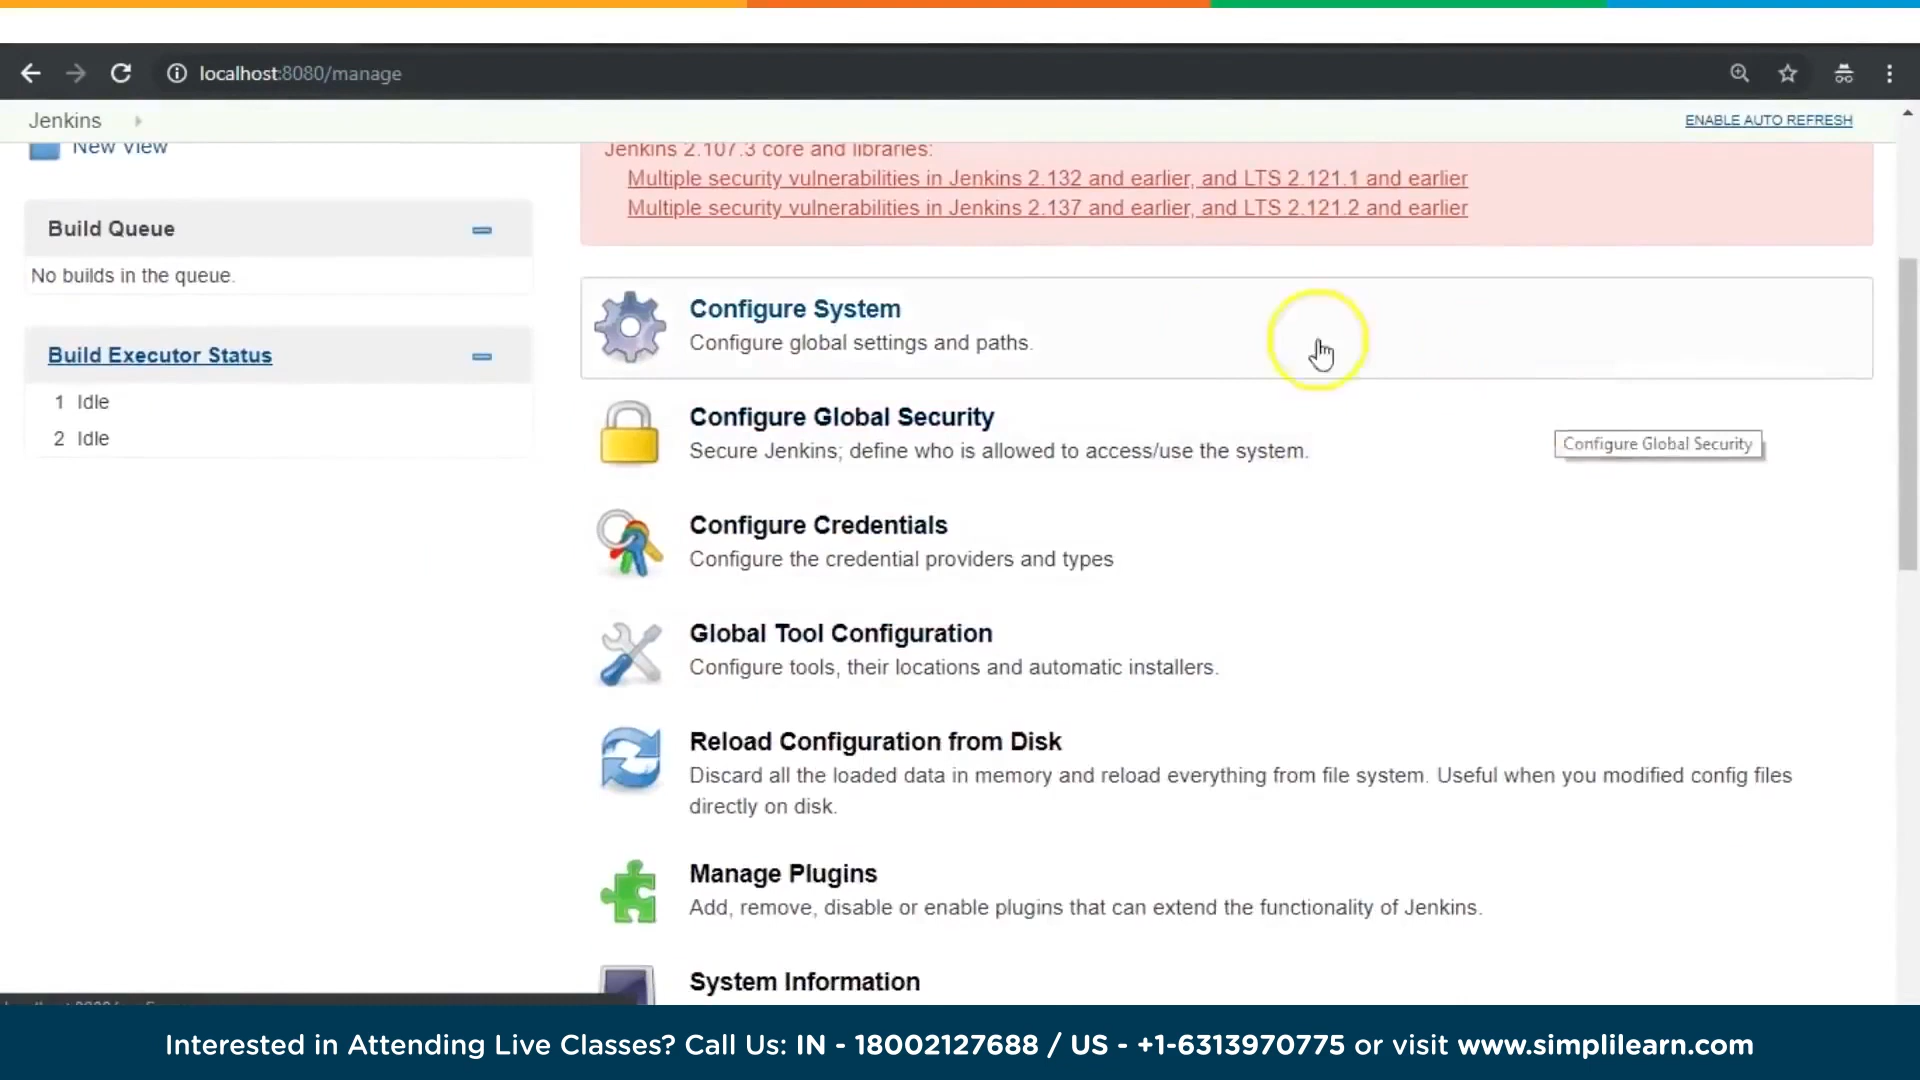 localhost:8080/manage
Jenkins
ENABLE AUTO REFRESH
New View
Jenkins 2.107.3 core and libraries:
Multiple security vulnerabilities in Jenkins 2.132 and earlier, and LTS 2.121.1 and earlier
Multiple security vulnerabilities in Jenkins 2.137 and earlier, and LTS 2.121.2 and earlier
Build Queue
No builds in the queue.
Build Executor Status
1 Idle
2 Idle
Configure System
Configure global settings and paths.
Configure Global Security
Secure Jenkins; define who is allowed to access/use the system.
Configure Global Security
Configure Credentials
Configure the credential providers and types
Global Tool Configuration
Configure tools, their locations and automatic installers.
Reload Configuration from Disk
Discard all the loaded data in memory and reload everything from file system. Useful when you modified config files
directly on disk.
Manage Plugins
Add, remove, disable or enable plugins that can extend the functionality of Jenkins.
System Information
Interested in Attending Live Classes? Call Us: IN - 18002127688 / US - +1-6313970775 or visit www.simplilearn.com